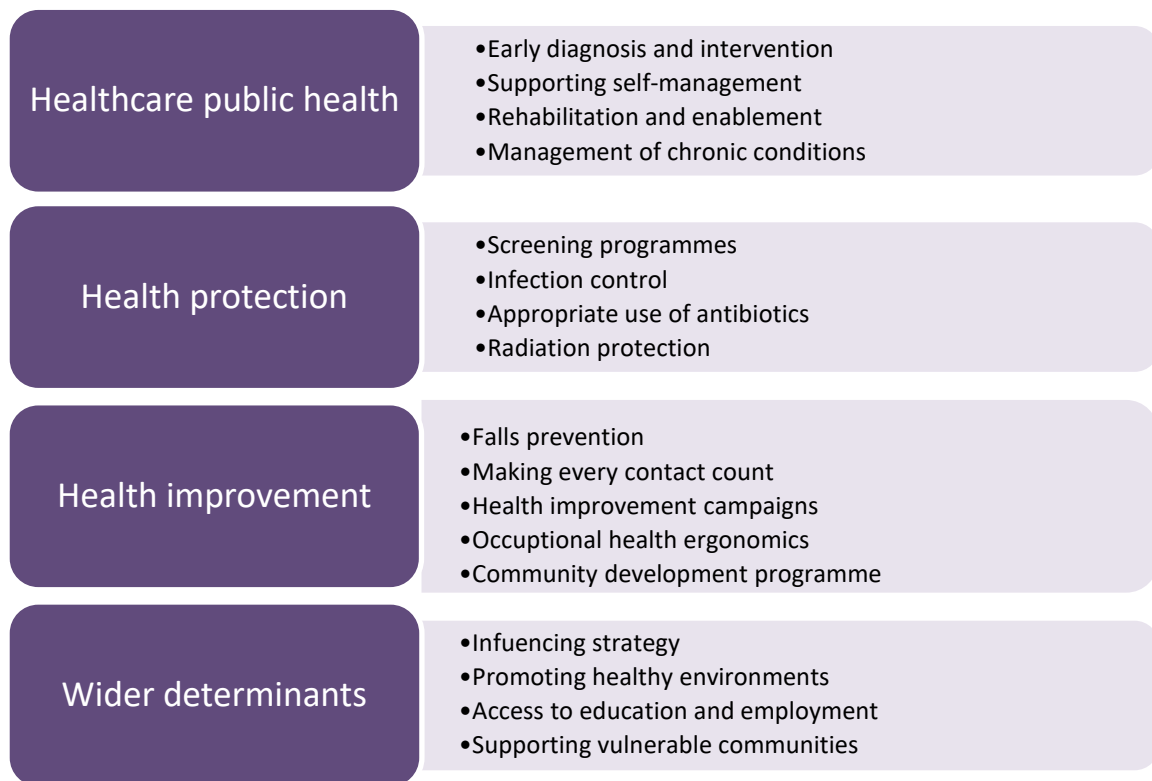 Healthcare public health
•Early diagnosis and intervention
•Supporting self-management
•Rehabilitation and enablement
•Management of chronic conditions
Health protection
•Screening programmes
•Infection control
•Appropriate use of antibiotics
•Radiation protection
Health improvement
•Falls prevention
•Making every contact count
•Health improvement campaigns
•Occuptional health ergonomics
•Community development programme
Wider determinants
•Infuencing strategy
•Promoting healthy environments
•Access to education and employment
•Supporting vulnerable communities